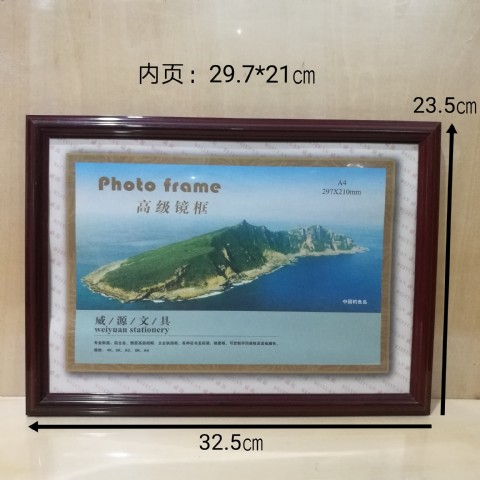 内页：29.7*21㎝
23.5㎝
Photo frame
A4
297X210mm
高级镜框
中国钓鱼岛
威/源/文/具
weiyuan stationery
32.5㎝